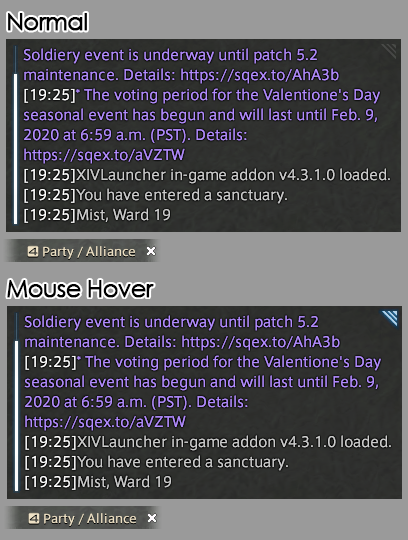 Normal
Soldiery event is underway until patch 5.2
maintenance. Details: https://sqex.to/AhA3b
[19:25]* The voting period for the Valentione's Day
seasonal event has begun and will last until Feb. 9,
2020 at 6:59 a.m. (PST). Details:
https://sqex.to/aVZTW
[19:25]XIVLauncher in-game addon v4.3.1.0 loaded.
[19:25]You have entered a sanctuary.
[19:25]Mist, Ward 19
4 Party / Alliance ×
Mouse Hover
Soldiery event is underway until patch 5.2
maintenance. Details: https://sqex.to/AhA3b
[19:25]* The voting period for the Valentione's Day
seasonal event has begun and will last until Feb. 9,
2020 at 6:59 a.m. (PST). Details:
https://sqex.to/aVZTW
[19:25]XIVLauncher in-game addon v4.3.1.0 loaded.
[19:25]You have entered a sanctuary.
[19:25]Mist, Ward 19
4 Party / Alliance ×